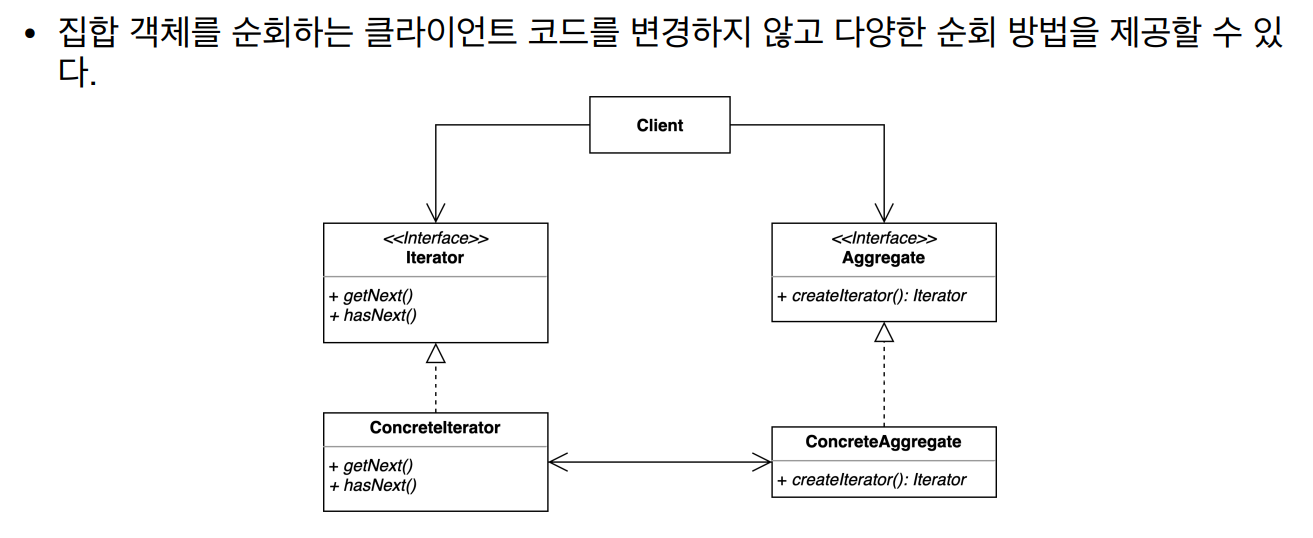 • 집합 객체를 순회하는 클라이언트 코드를 변경하지 않고 다양한 순회 방법을 제공할 수 있
다.
Client
<<Interface>>
Iterator
+ getNext()
+ hasNext()
<<Interface>>
Aggregate
+ createIterator(): Iterator
ConcreteIterator
+ getNext()
+ hasNext()
ConcreteAggregate
+ createIterator(): Iterator